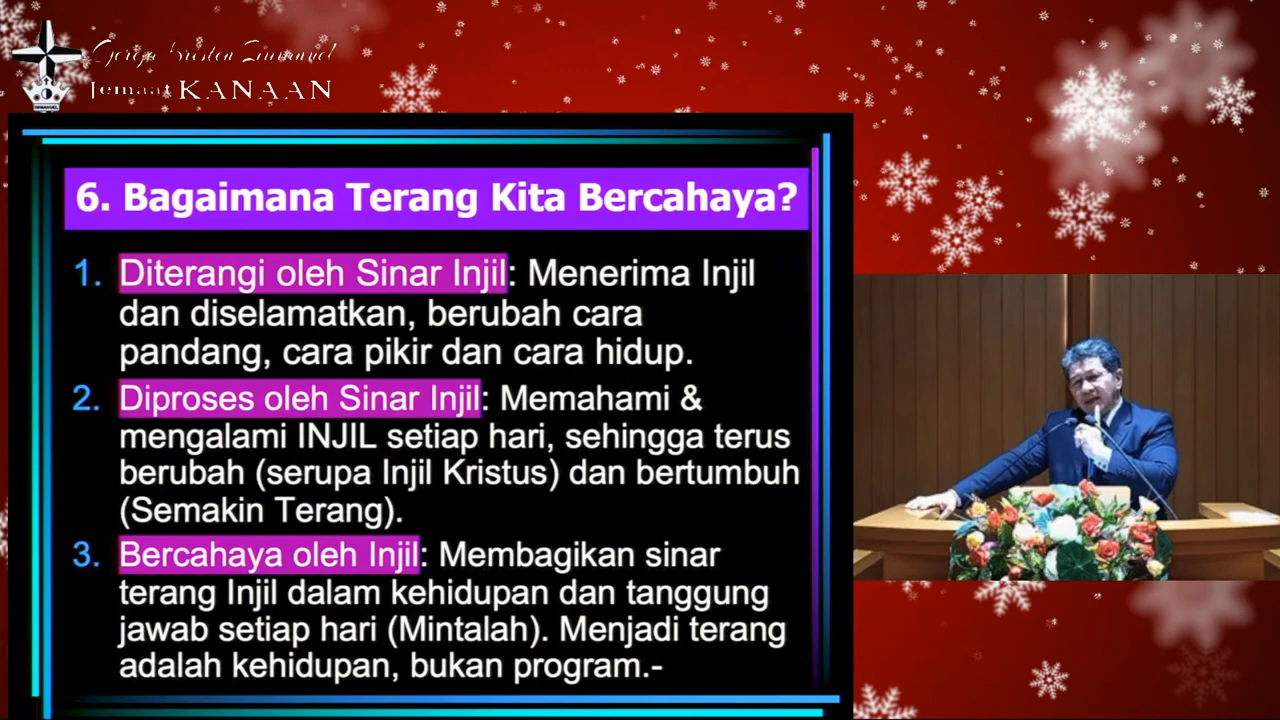 Gereja Kristen Immanuel
Jemaat KANAAN
6. Bagaimana Terang Kita Bercahaya?
1. Diterangi oleh Sinar Injil: Menerima Injil
dan diselamatkan, berubah cara
pandang, cara pikir dan cara hidup.
2. Diproses oleh Sinar Injil: Memahami &
mengalami INJIL setiap hari, sehingga terus
berubah (serupa Injil Kristus) dan bertumbuh
(Semakin Terang).
3. Bercahaya oleh Injil: Membagikan sinar
terang Injil dalam kehidupan dan tanggung
jawab setiap hari (Mintalah). Menjadi terang
adalah kehidupan, bukan program.-